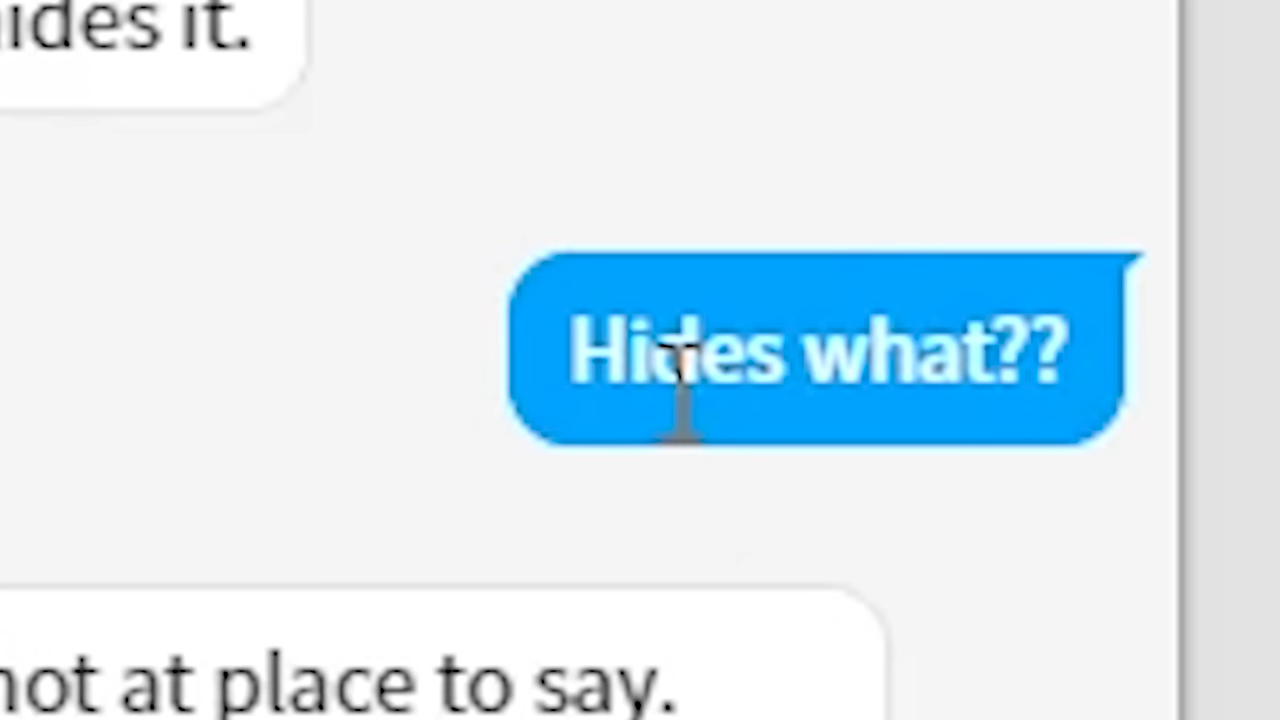 ides it.
Hides what??
not at place to say.